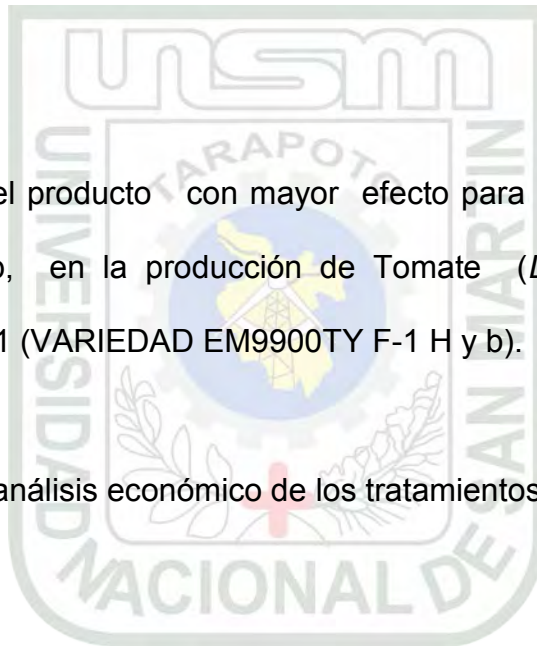 unsm
TARAPOTO
UNIVERSIDAD NACIONAL DE SAN MARTIN
el producto con mayor efecto para
, en la producción de Tomate (
1 (VARIEDAD EM9900TY F-1 H y b).
análisis económico de los tratamientos